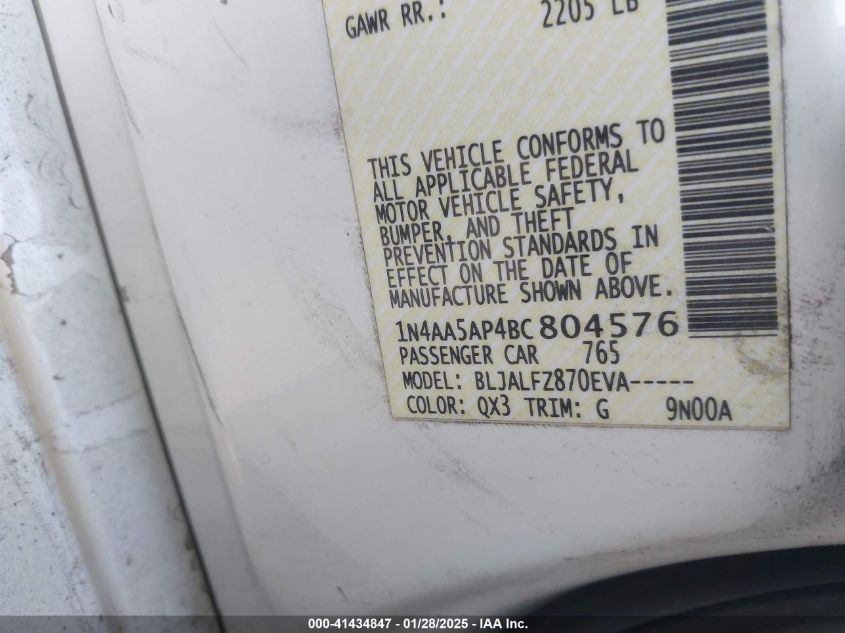 GAWR RR.: 2205 LB
THIS VEHICLE CONFORMS TO
ALL APPLICABLE FEDERAL
MOTOR VEHICLE SAFETY,
BUMPER, AND THEFT
PREVENTION STANDARDS IN
EFFECT ON THE DATE OF
MANUFACTURE SHOWN ABOVE.
1N4AA5AP4BC804576
PASSENGER CAR 765
MODEL: BLJALFZ870EVA-----
COLOR: QX3 TRIM: G 9N00A
000-41434847 — 01/28/2025 — IAA Inc.